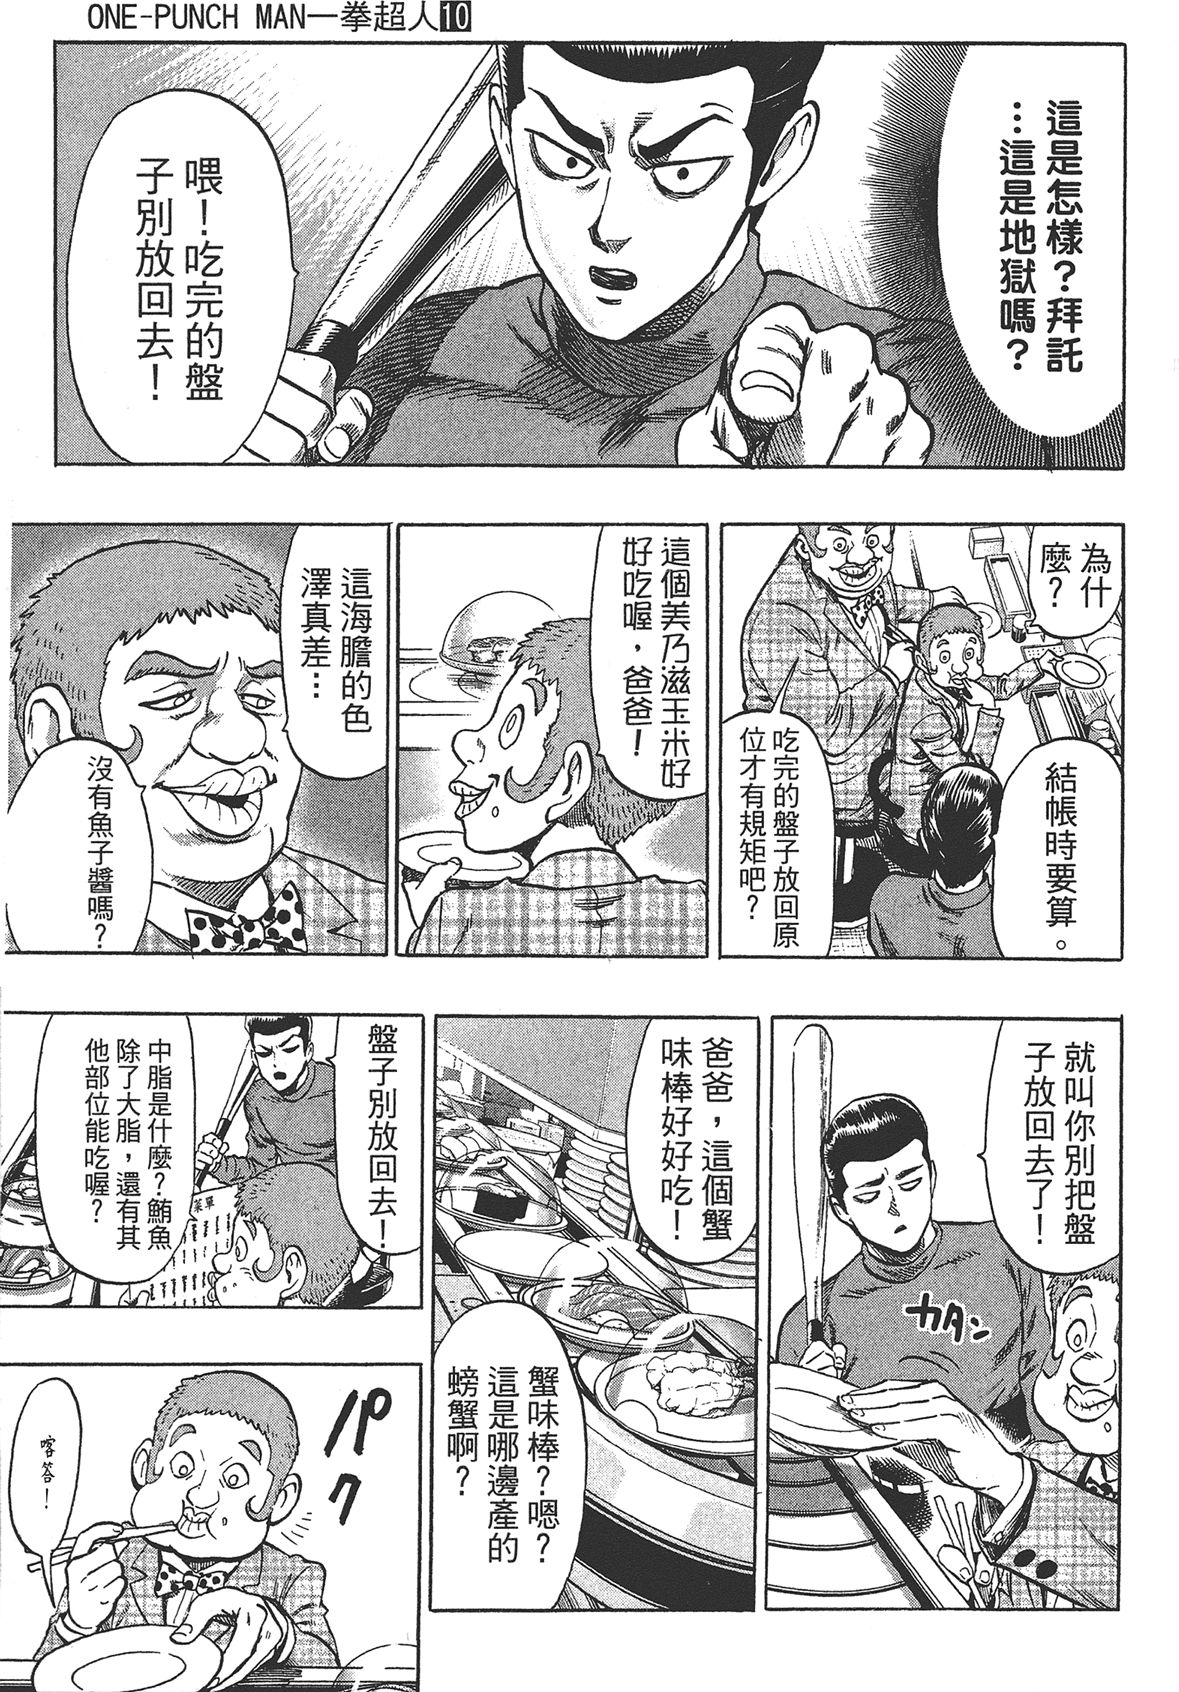 ONE-PUNCH MAN一拳超人10
這是怎樣？拜託
…這是地獄嗎？
喂！吃完的盤
子別放回去！
為什
麼？
結帳時要算。
吃完的盤子放回原
位才有規矩吧？
這個美乃滋玉米好
好吃喔，爸爸！
這海膽的色
澤真差…
沒有魚子醬嗎？
就叫你別把盤
子放回去了！
カタン
爸爸，這個蟹
味棒好好吃！
蟹味棒？嗯？
這是哪邊產的
螃蟹啊？
盤子別放回去！
菜單
中脂是什麼？鮪魚
除了大脂，還有其
他部位能吃喔？
パク
喀答！